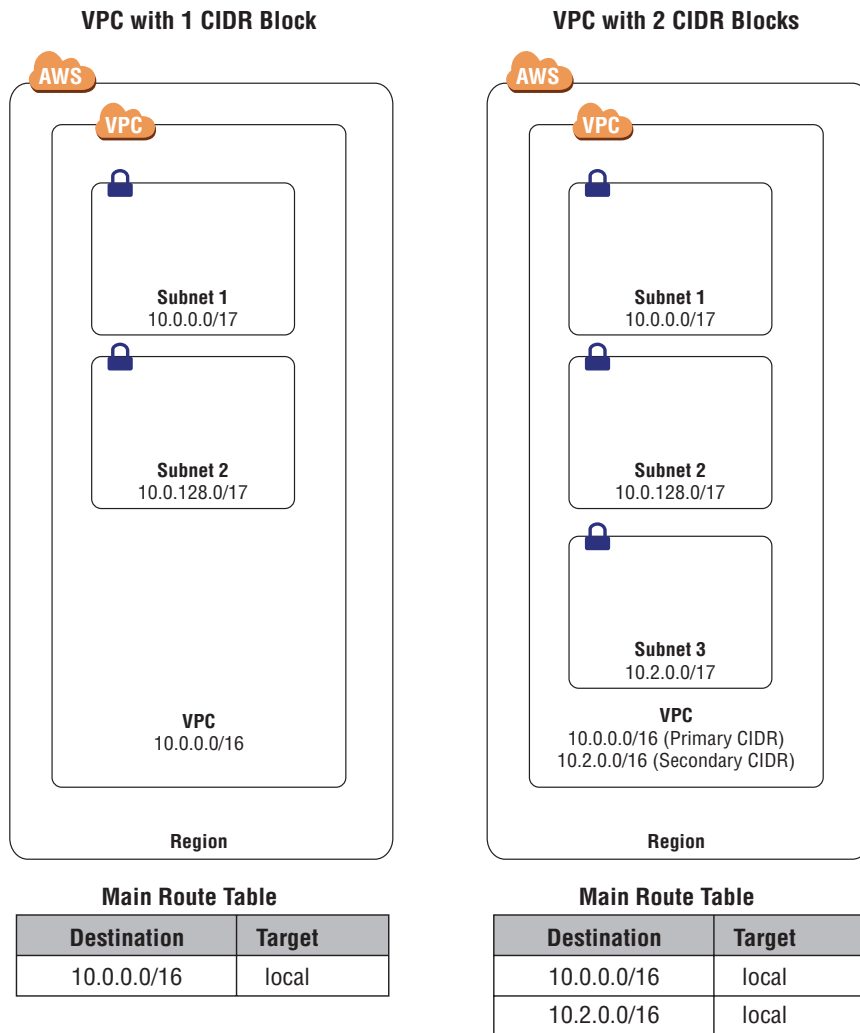 VPC with 1 CIDR Block
AWS
VPC
Subnet 1
10.0.0.0/17
Subnet 2
10.0.128.0/17
VPC
10.0.0.0/16
Region
Main Route Table
Destination Target
10.0.0.0/16 local
VPC with 2 CIDR Blocks
AWS
VPC
Subnet 1
10.0.0.0/17
Subnet 2
10.0.128.0/17
Subnet 3
10.2.0.0/17
VPC
10.0.0.0/16 (Primary CIDR)
10.2.0.0/16 (Secondary CIDR)
Region
Main Route Table
Destination Target
10.0.0.0/16 local
10.2.0.0/16 local